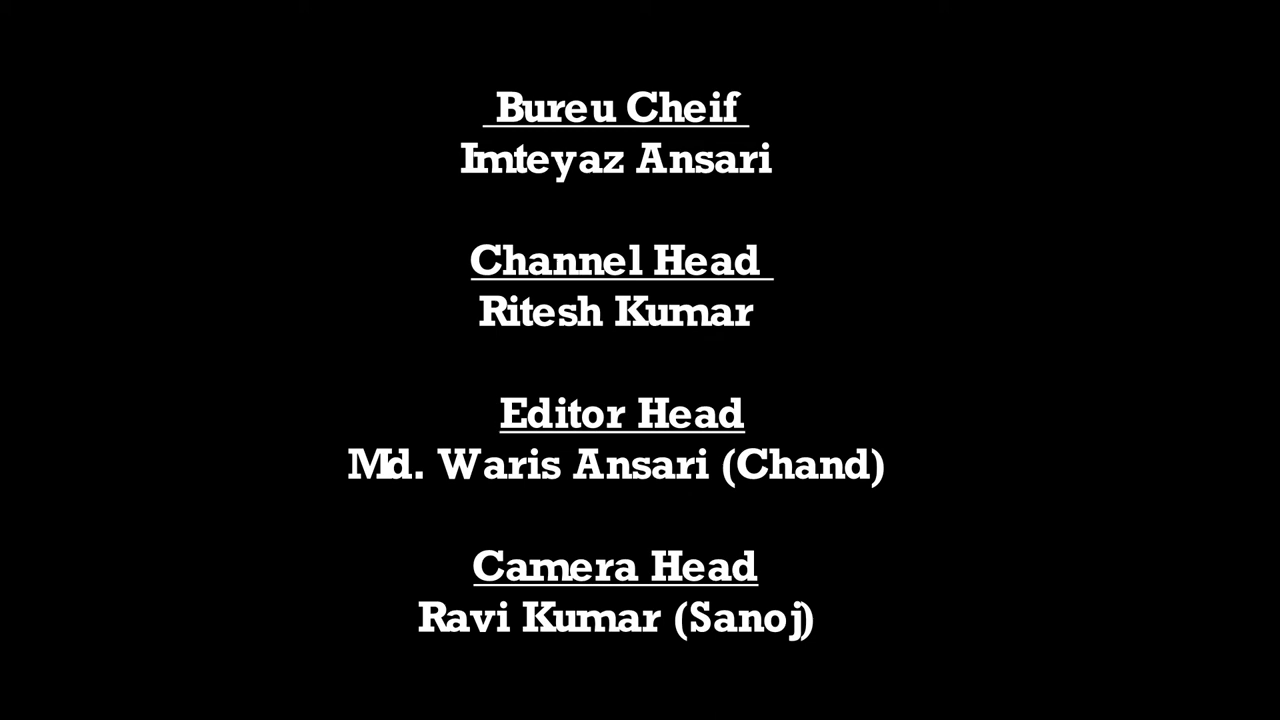 Bureu Cheif
Imteyaz Ansari
Channel Head
Ritesh Kumar
Editor Head
Md. Waris Ansari (Chand)
Camera Head
Ravi Kumar (Sanoj)